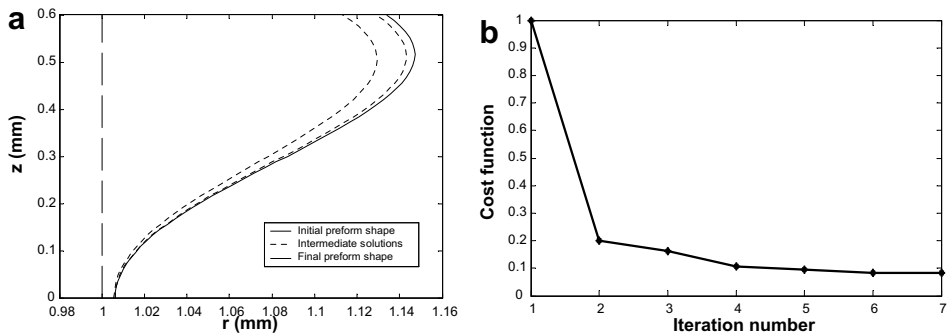 a
0.6
0.5
0.4
0.3
0.2
0.1
0
z (mm)
Initial preform shape
Intermediate solutions
Final preform shape
0.98 1 1.02 1.04 1.06 1.08 1.1 1.12 1.14 1.16
r (mm)
b
1
0.9
0.8
0.7
0.6
0.5
0.4
0.3
0.2
0.1
0
Cost function
1 2 3 4 5 6 7
Iteration number